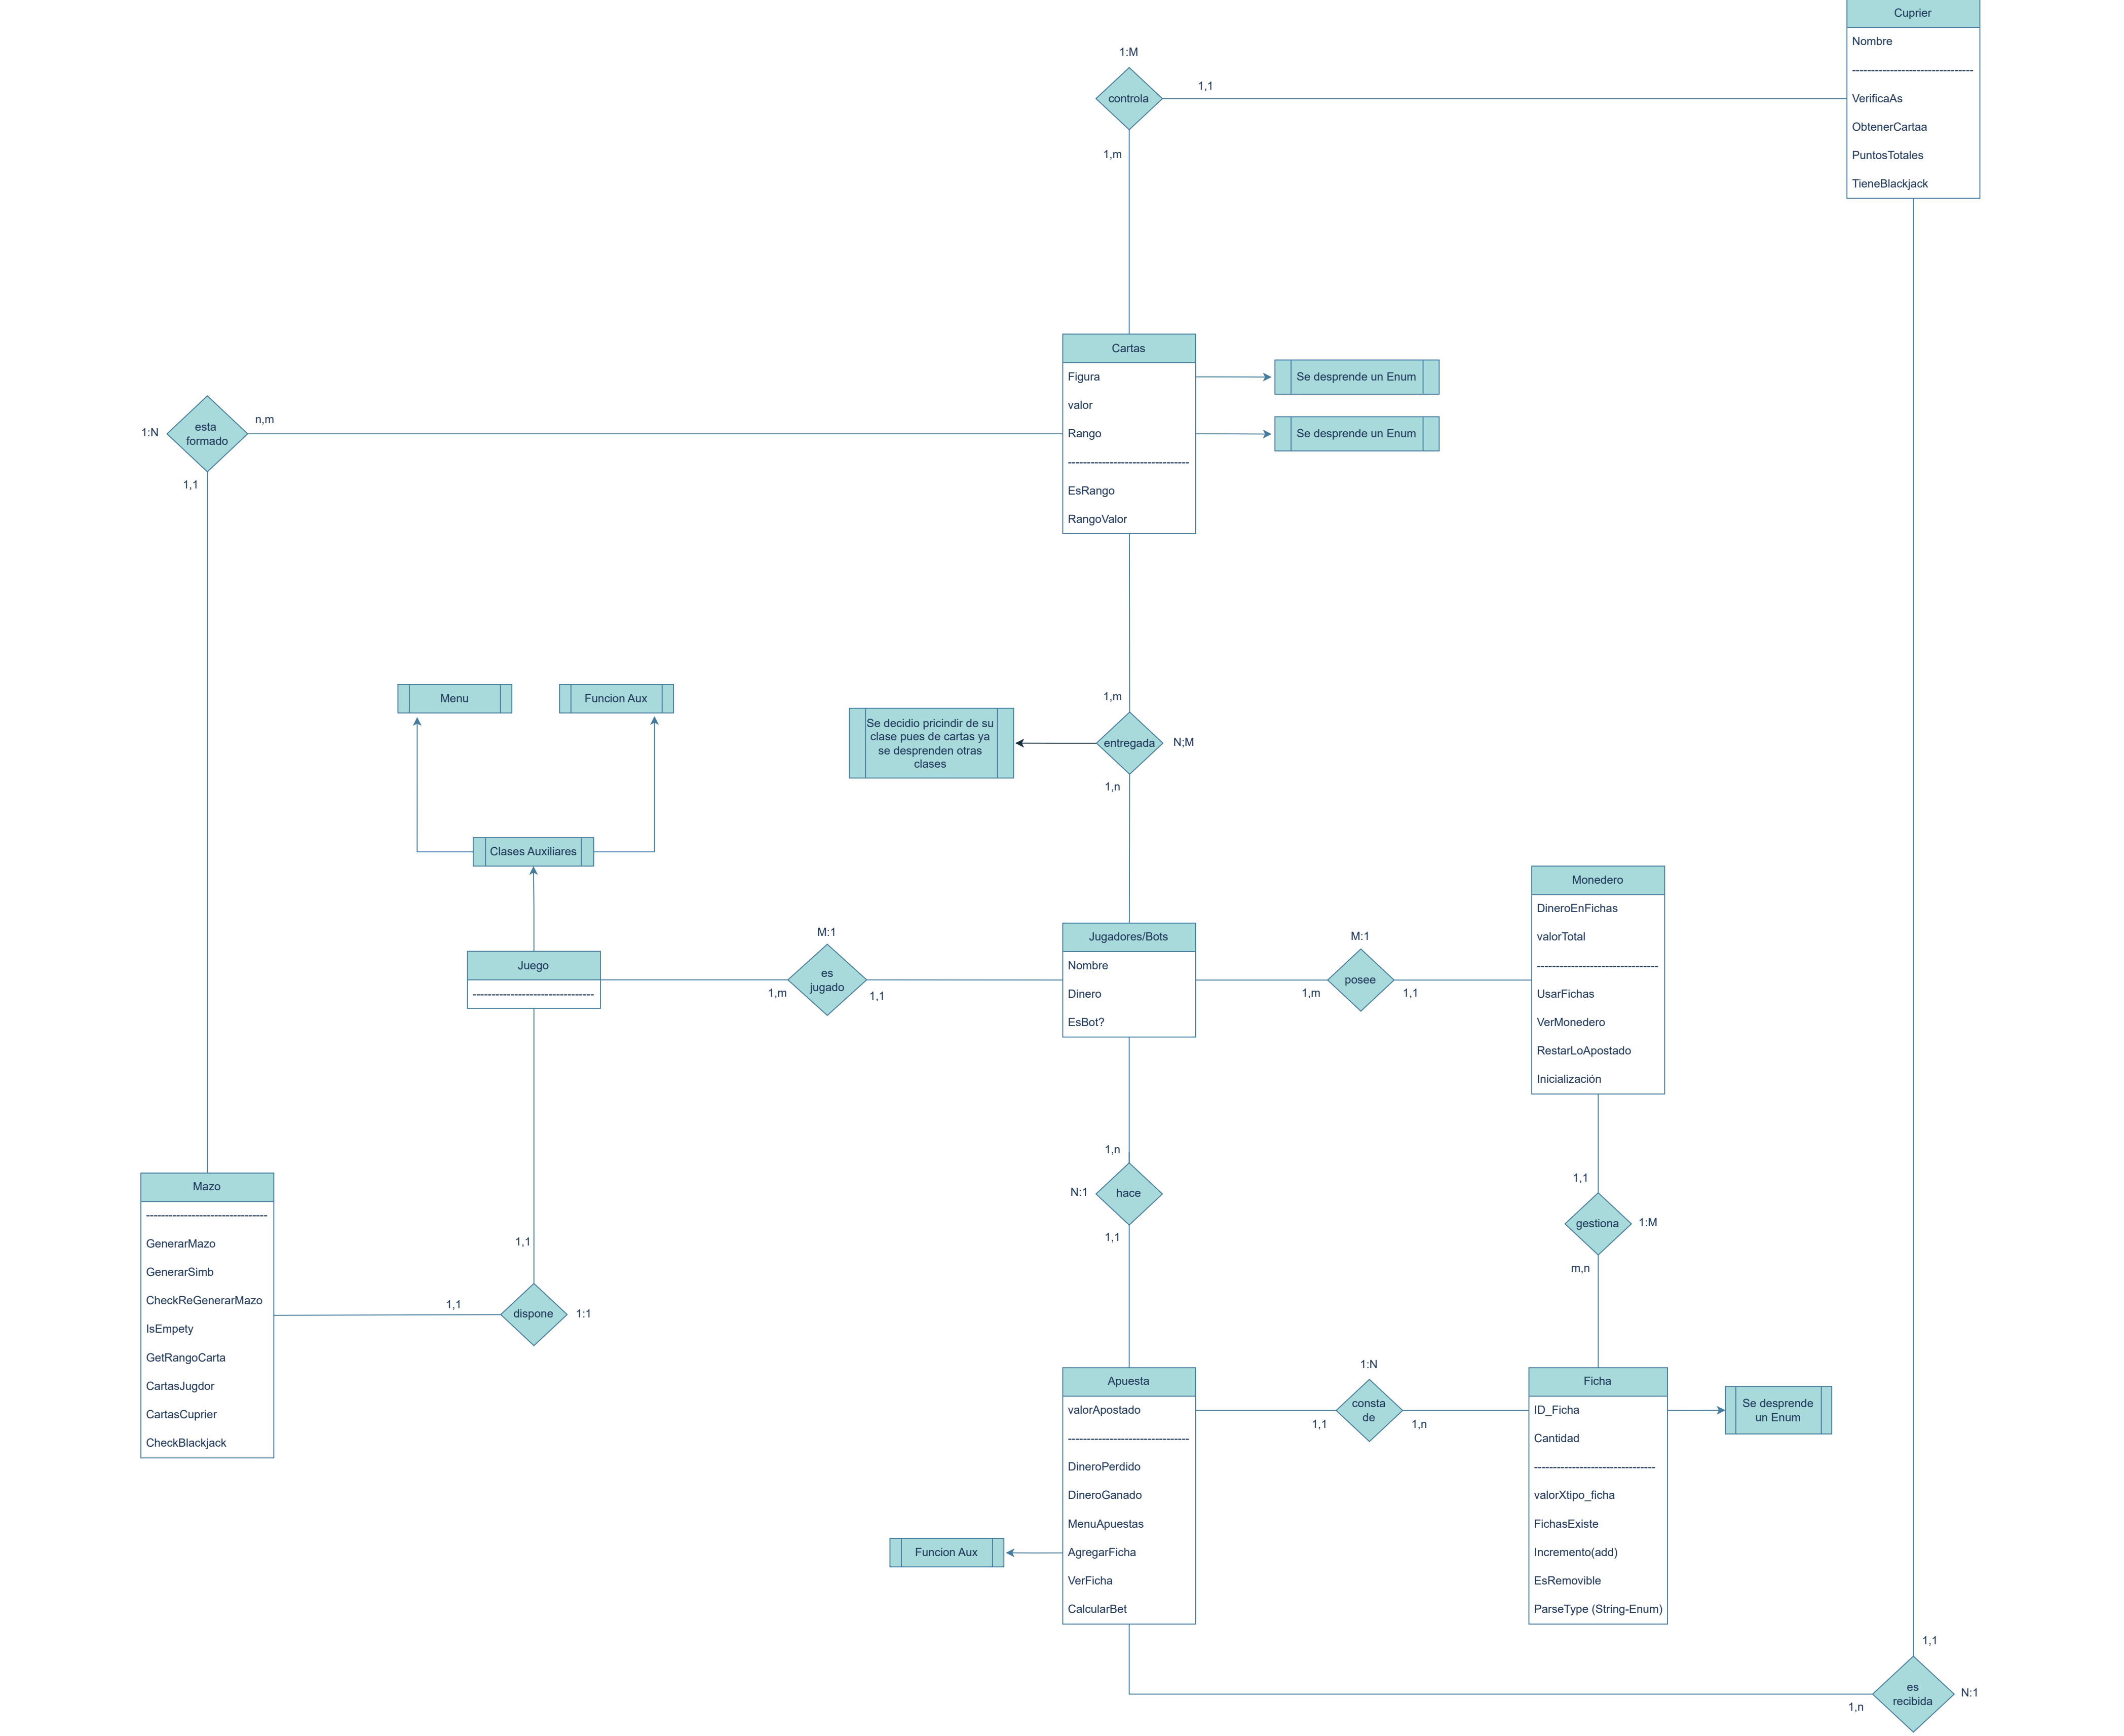 Cuprier
Nombre
--------------------------------
VerificaAs
ObtenerCartaa
PuntosTotales
TieneBlackjack
1:M
controla
1,1
1,m
Cartas
Figura
valor
Rango
--------------------------------
EsRango
RangoValor
Se desprende un Enum
Se desprende un Enum
1:N
esta
formado
n,m
1,1
Menu
Funcion Aux
Clases Auxiliares
Se decidio pricindir de su
clase pues de cartas ya
se desprenden otras
clases
1,m
entregada
N;M
1,n
Juego
--------------------------------
M:1
es
jugado
1,m
1,1
Jugadores/Bots
Nombre
Dinero
EsBot?
M:1
posee
1,m
1,1
Monedero
DineroEnFichas
valorTotal
--------------------------------
UsarFichas
VerMonedero
RestarLoApostado
Inicialización
Mazo
--------------------------------
GenerarMazo
GenerarSimb
CheckReGenerarMazo
IsEmpety
GetRangoCarta
CartasJugdor
CartasCuprier
CheckBlackjack
1,1
1,1
dispone
1:1
1,n
N:1
hace
1,1
1,1
gestiona
1:M
m,n
Apuesta
valorApostado
--------------------------------
DineroPerdido
DineroGanado
MenuApuestas
AgregarFicha
VerFicha
CalcularBet
Funcion Aux
1:N
consta
de
1,1
1,n
Ficha
ID_Ficha
Cantidad
--------------------------------
valorXtipo_ficha
FichasExiste
Incremento(add)
EsRemovible
ParseType (String-Enum)
Se desprende
un Enum
1,1
es
recibida
N:1
1,n